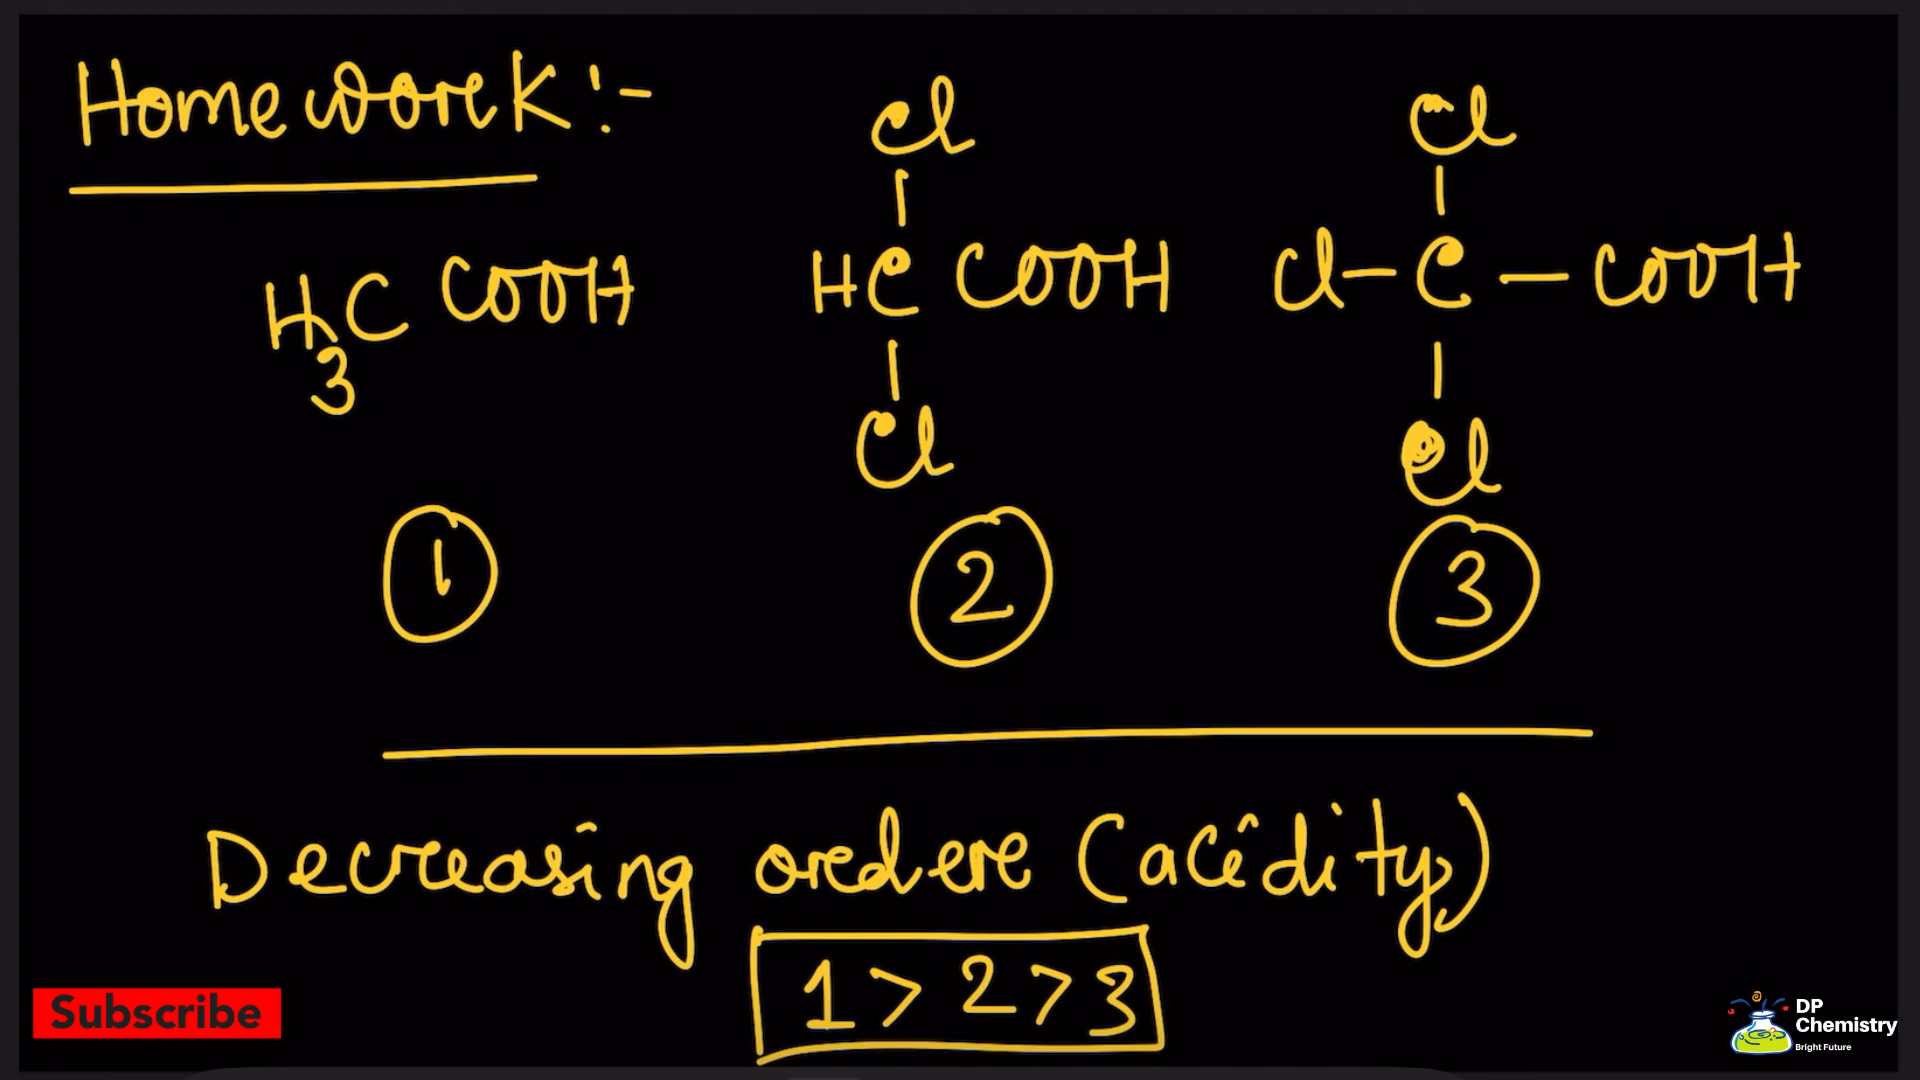 Homework:-
Cl
Cl
H3C COOH
HC COOH
Cl-C-COOH
Cl
Cl
1
2
3
Decreasing ordere (acidity)
1 > 2 > 3
Subscribe
DP
Chemistry
Bright Future